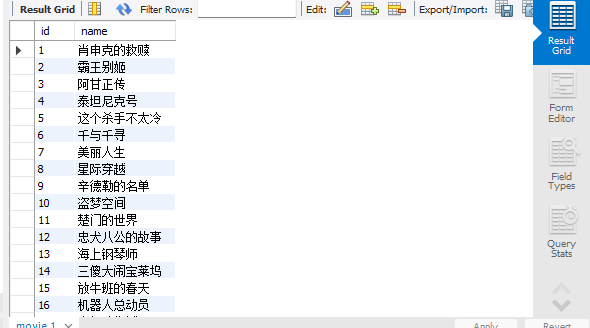 Result Grid Filter Rows: Edit: Export/Import:
id name
1 肖申克的救赎
2 霸王别姬
3 阿甘正传
4 泰坦尼克号
5 这个杀手不太冷
6 千与千寻
7 美丽人生
8 星际穿越
9 辛德勒的名单
10 盗梦空间
11 楚门的世界
12 忠犬八公的故事
13 海上钢琴师
14 三傻大闹宝莱坞
15 放牛班的春天
16 机器人总动员
movie 1
Apply Revert
Result
Grid
Form
Editor
Field
Types
Query
Stats